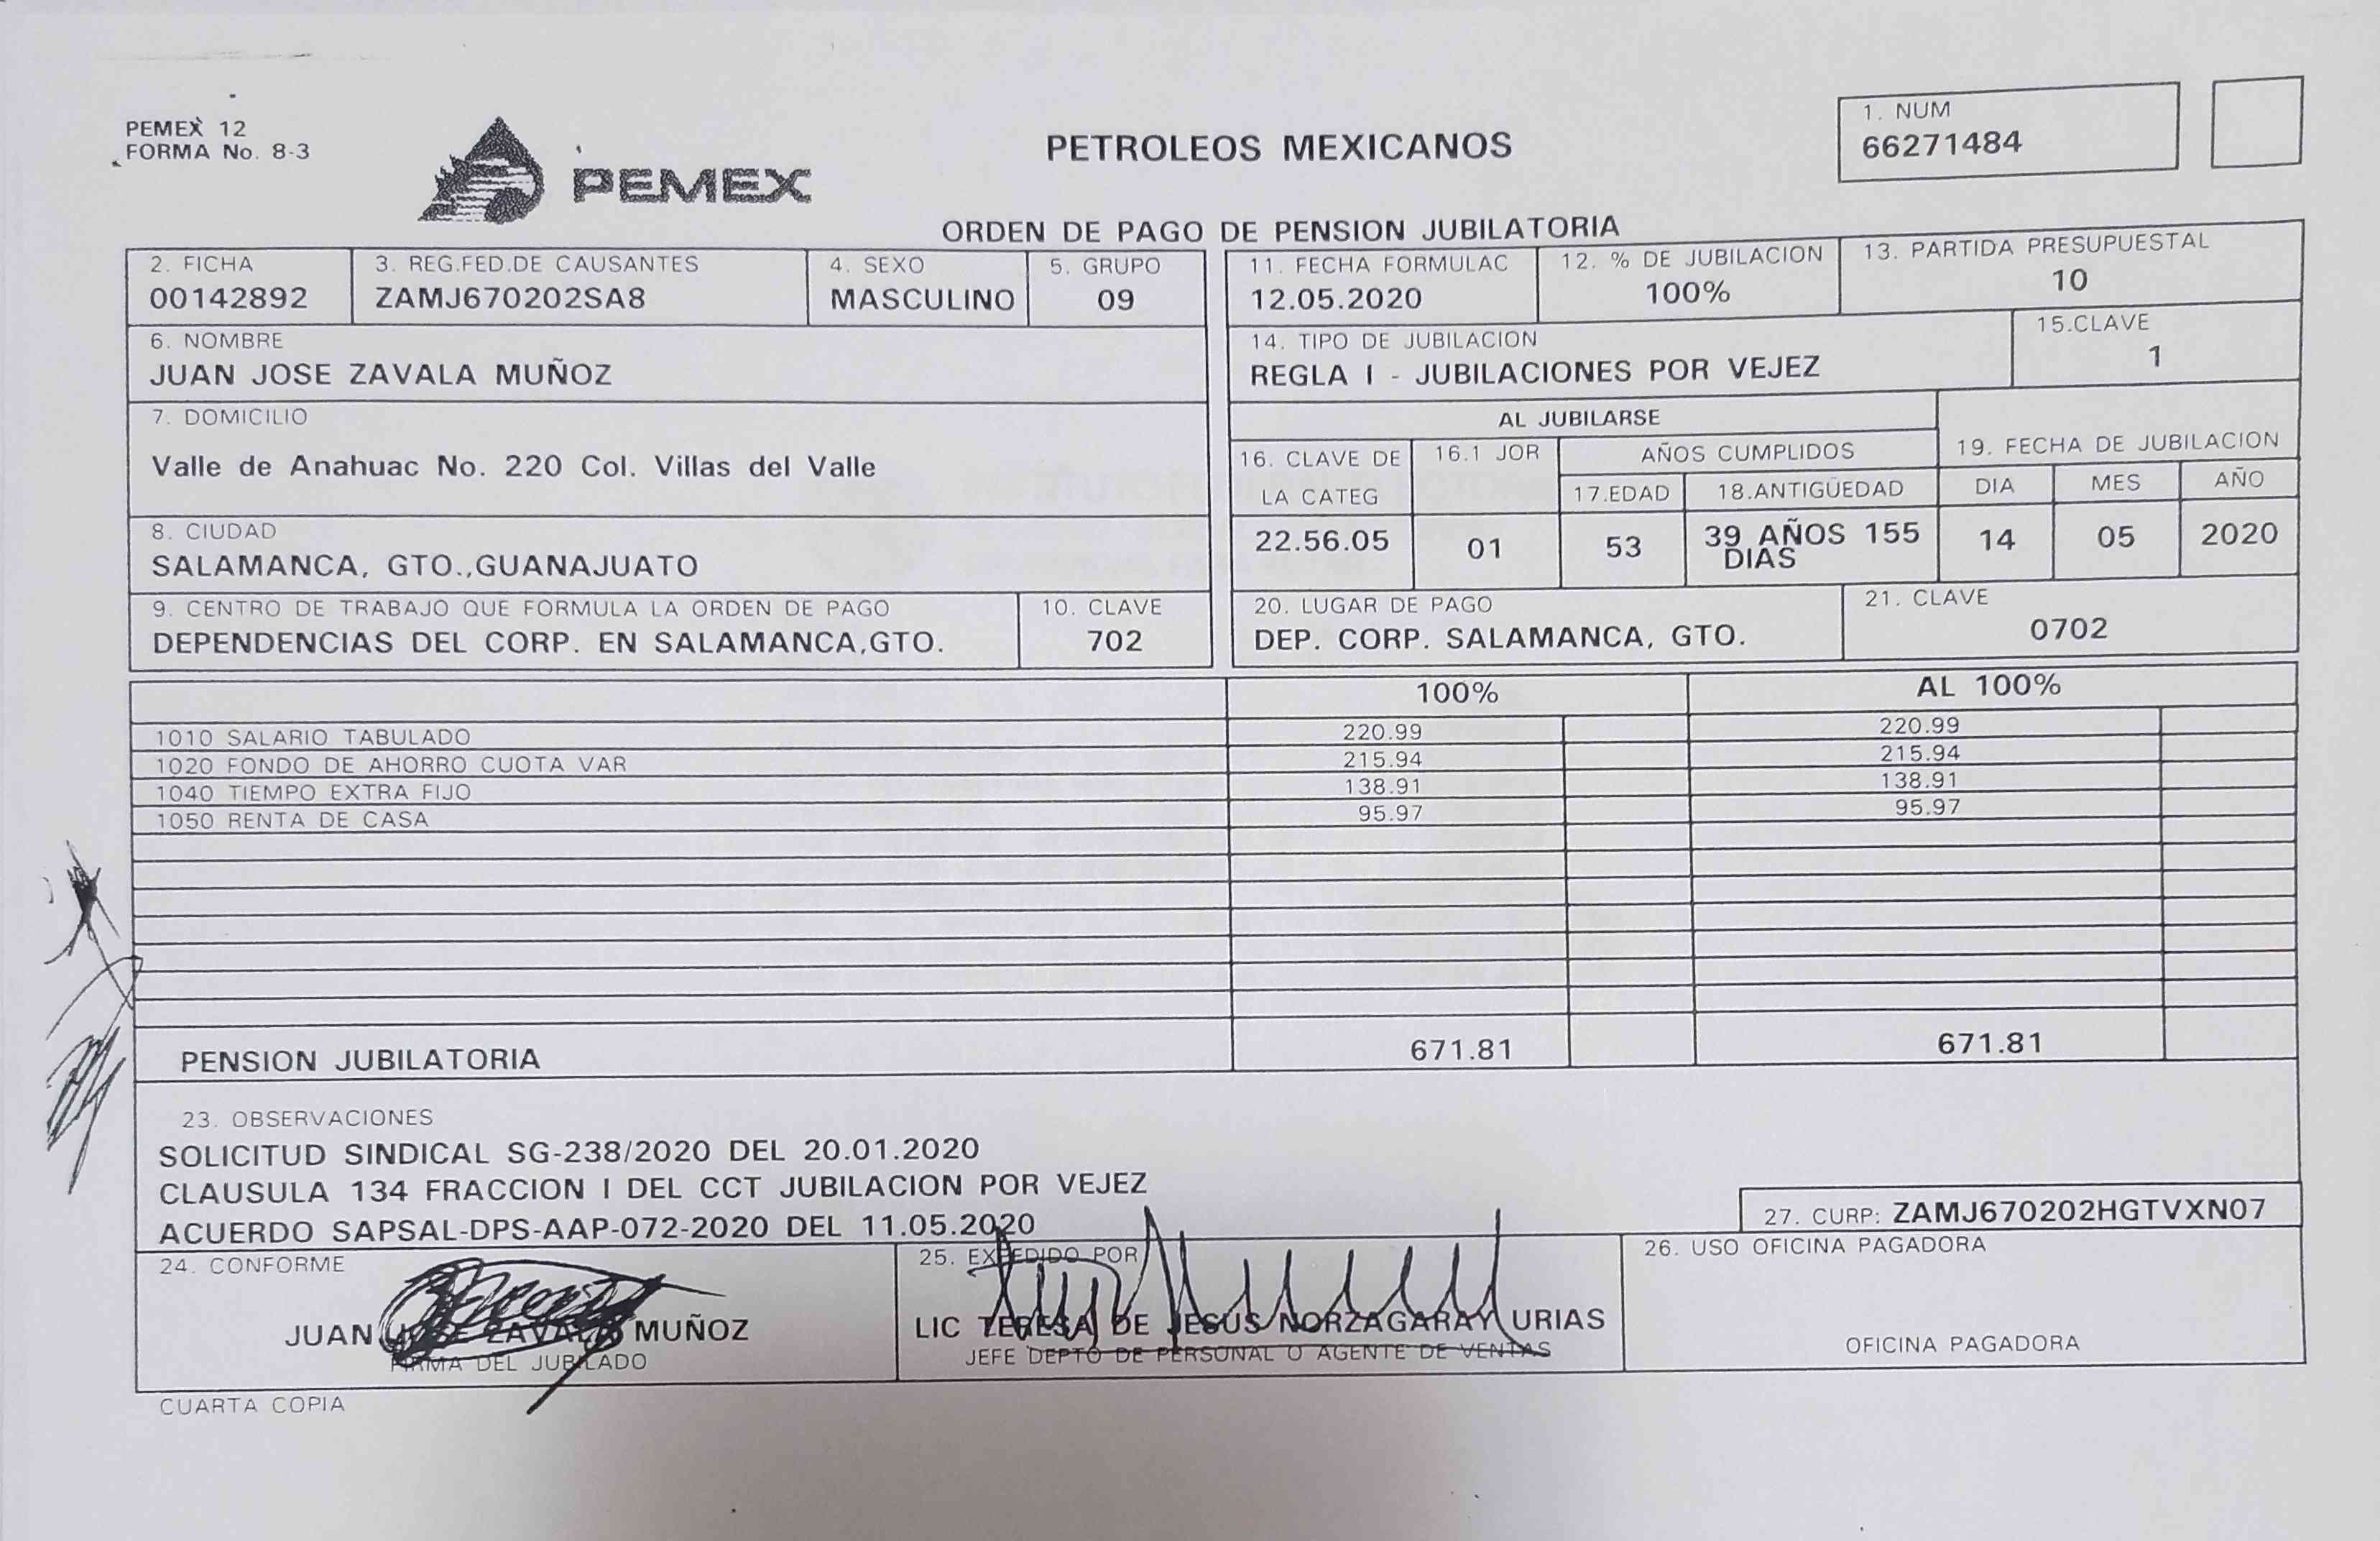 PEMEX 12
FORMA No. 8-3
PEMEX
PETROLEOS MEXICANOS
1. NUM
66271484
ORDEN DE PAGO DE PENSION JUBILATORIA
2. FICHA
00142892
3. REG.FED.DE CAUSANTES
ZAMJ670202SA8
4. SEXO
MASCULINO
5. GRUPO
09
6. NOMBRE
JUAN JOSE ZAVALA MUÑOZ
7. DOMICILIO
Valle de Anahuac No. 220 Col. Villas del Valle
8. CIUDAD
SALAMANCA, GTO.,GUANAJUATO
9. CENTRO DE TRABAJO QUE FORMULA LA ORDEN DE PAGO
DEPENDENCIAS DEL CORP. EN SALAMANCA,GTO.
10. CLAVE
702
11. FECHA FORMULAC
12.05.2020
12. % DE JUBILACION
100%
13. PARTIDA PRESUPUESTAL
10
14. TIPO DE JUBILACION
REGLA I - JUBILACIONES POR VEJEZ
15.CLAVE
1
AL JUBILARSE
16. CLAVE DE
LA CATEG
22.56.05
16.1 JOR
01
AÑOS CUMPLIDOS
17.EDAD
53
18.ANTIGÜEDAD
39 AÑOS 155
DIAS
19. FECHA DE JUBILACION
DIA MES AÑO
14 05 2020
20. LUGAR DE PAGO
DEP. CORP. SALAMANCA, GTO.
21. CLAVE
0702
100% AL 100%
1010 SALARIO TABULADO 220.99 220.99
1020 FONDO DE AHORRO CUOTA VAR 215.94 215.94
1040 TIEMPO EXTRA FIJO 138.91 138.91
1050 RENTA DE CASA 95.97 95.97
PENSION JUBILATORIA 671.81 671.81
23. OBSERVACIONES
SOLICITUD SINDICAL SG-238/2020 DEL 20.01.2020
CLAUSULA 134 FRACCION I DEL CCT JUBILACION POR VEJEZ
ACUERDO SAPSAL-DPS-AAP-072-2020 DEL 11.05.2020
27. CURP: ZAMJ670202HGTVXN07
24. CONFORME
JUAN JOSE ZAVALA MUÑOZ
FIRMA DEL JUBILADO
25. EXPEDIDO POR
LIC TERESA DE JESUS NORZAGARAY URIAS
JEFE DEPTO DE PERSONAL O AGENTE DE VENTAS
26. USO OFICINA PAGADORA
OFICINA PAGADORA
CUARTA COPIA